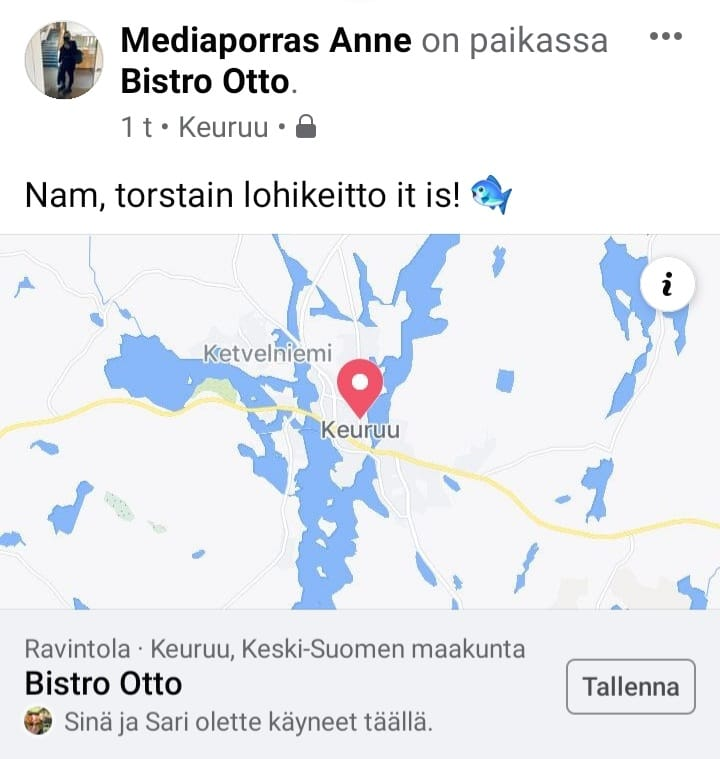 Mediaporras Anne on paikassa
Bistro Otto.
1 t • Keuruu •
Nam, torstain lohikeitto it is! 🐟
i
Ketvelniemi
Keuruu
Ravintola · Keuruu, Keski-Suomen maakunta
Bistro Otto
Tallenna
Sinä ja Sari olette käyneet täällä.